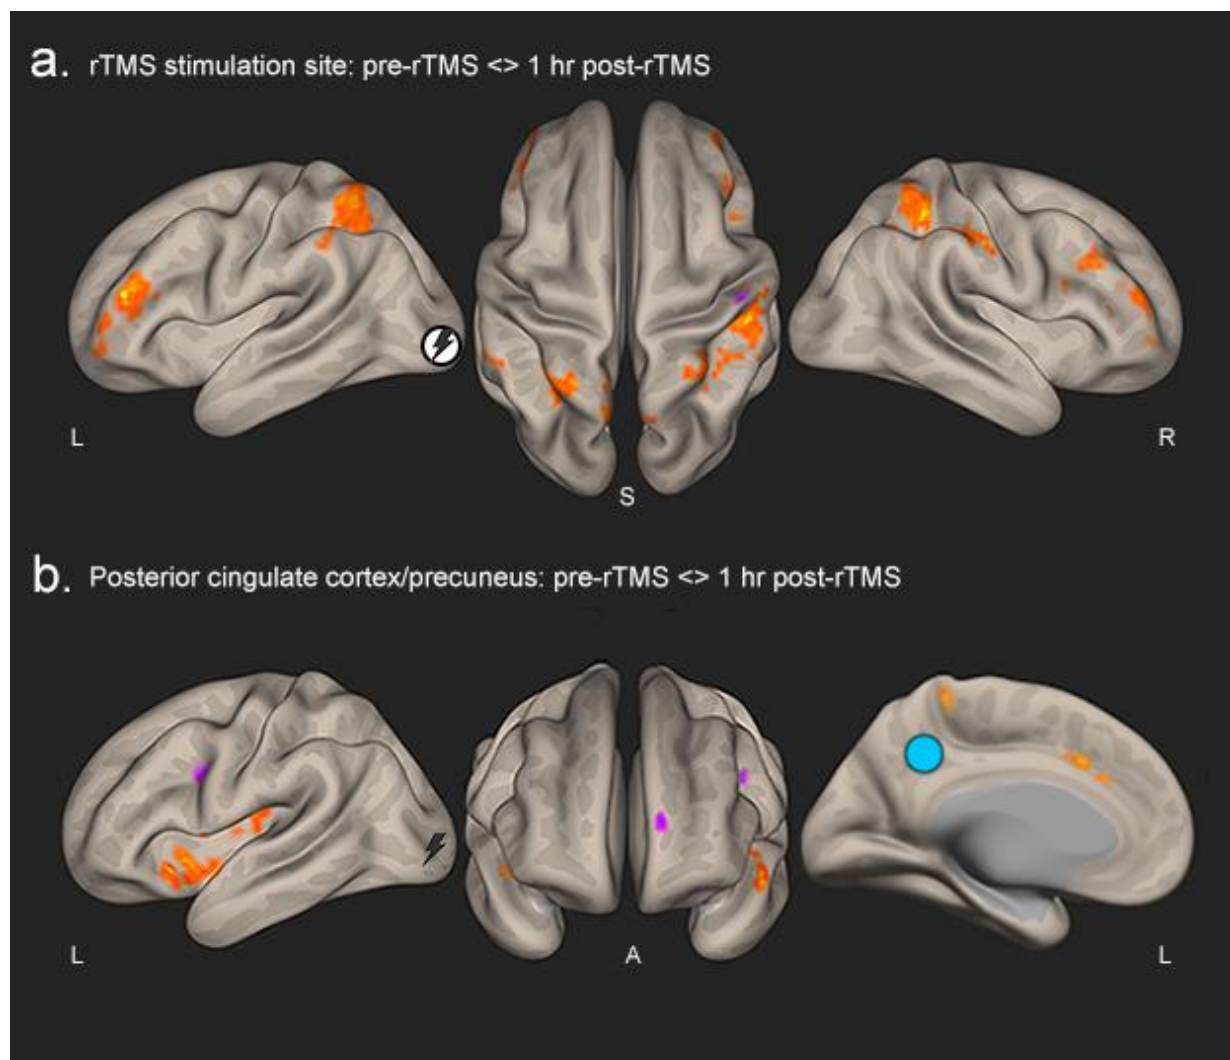 a. rTMS stimulation site: pre-rTMS <> 1 hr post-rTMS
L
R
S
b. Posterior cingulate cortex/precuneus: pre-rTMS <> 1 hr post-rTMS
L
A
L